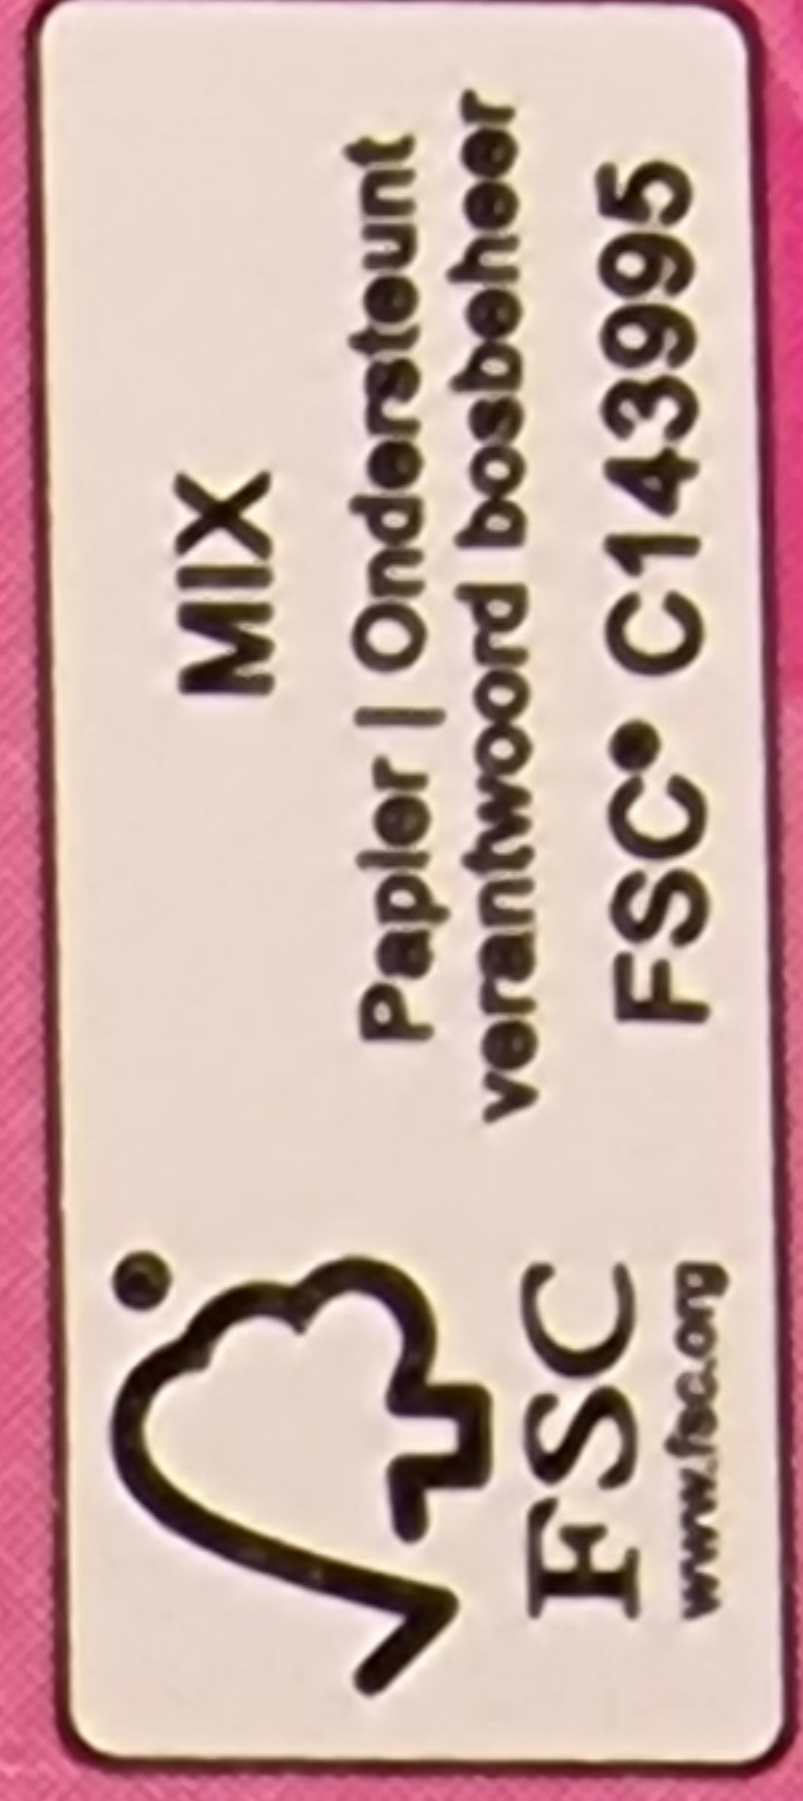 MIX
Papier | Ondersteunt
verantwoord bosbeheer
FSC® C143995
FSC
www.fsc.org